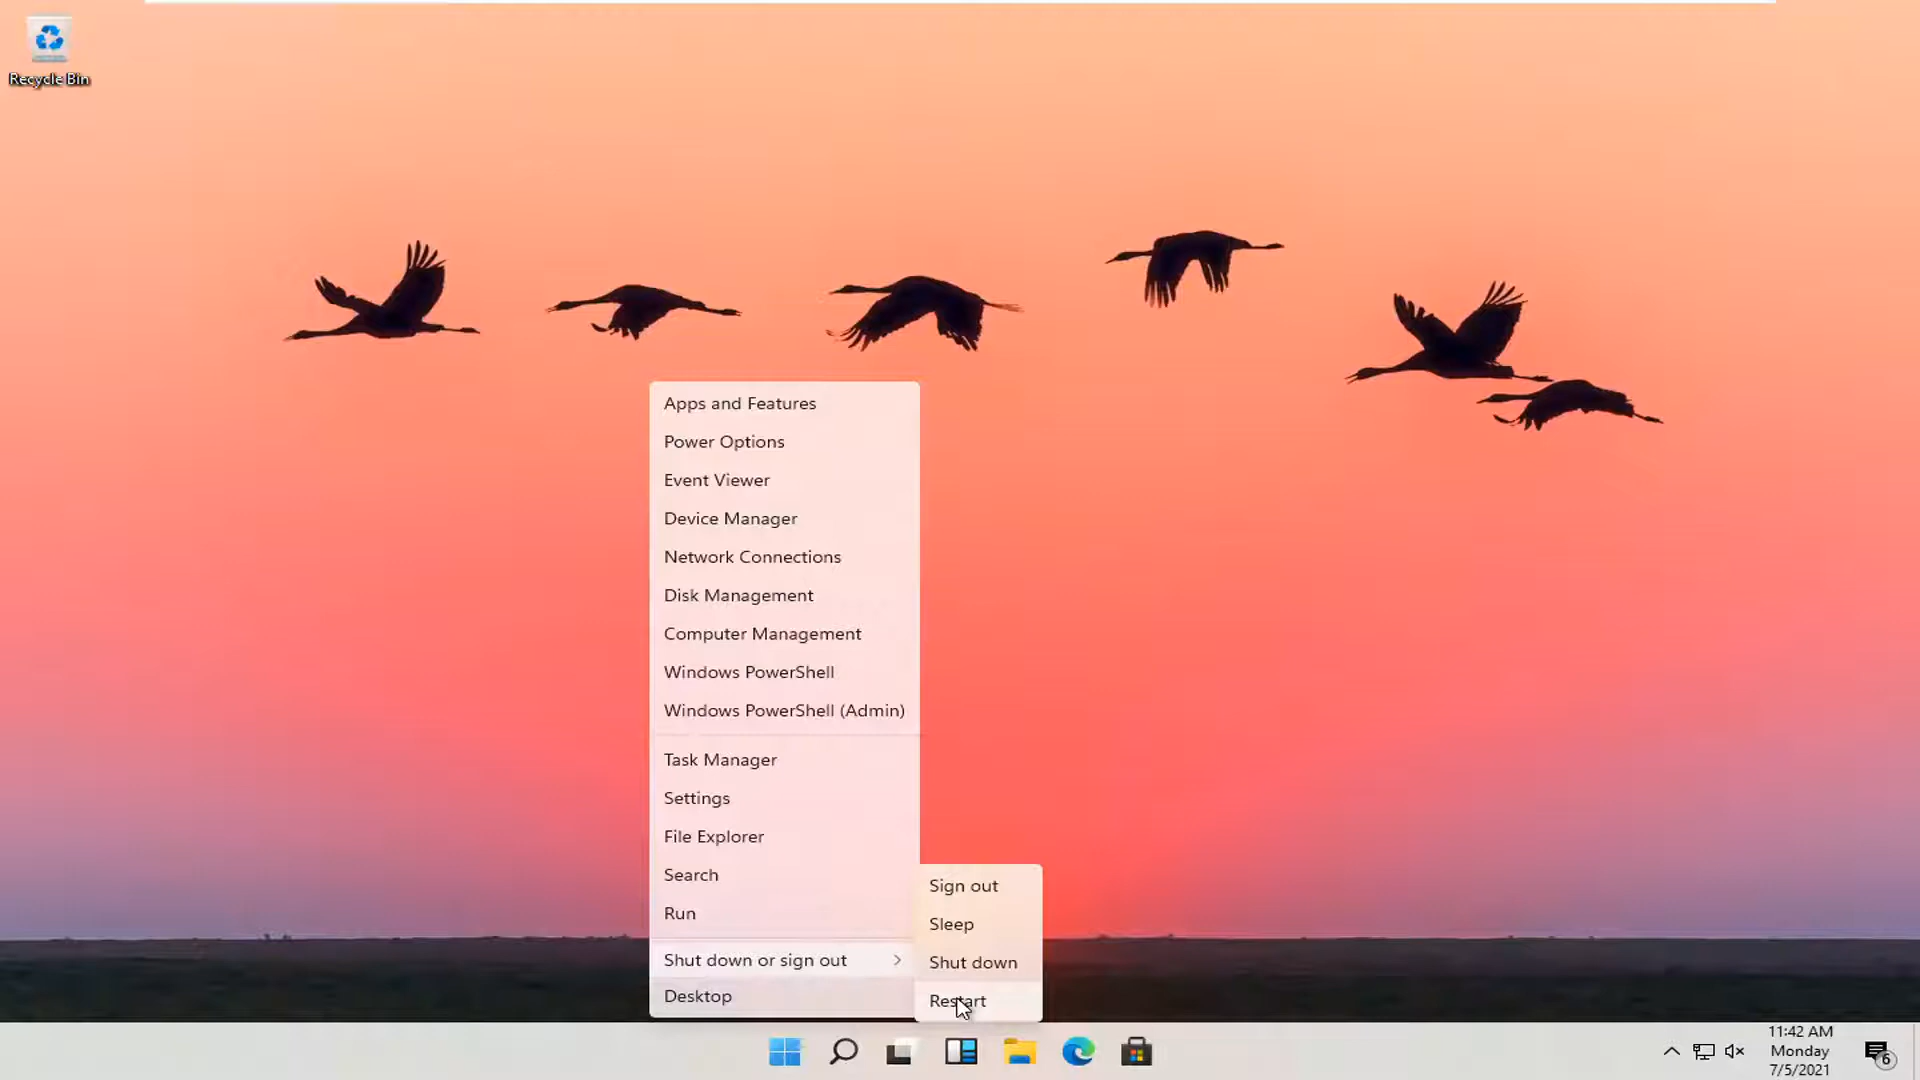 Recycle Bin
Apps and Features
Power Options
Event Viewer
Device Manager
Network Connections
Disk Management
Computer Management
Windows PowerShell
Windows PowerShell (Admin)
Task Manager
Settings
File Explorer
Search
Run
Shut down or sign out
Desktop
Sign out
Sleep
Shut down
Restart
11:42 AM
Monday
7/5/2021
6